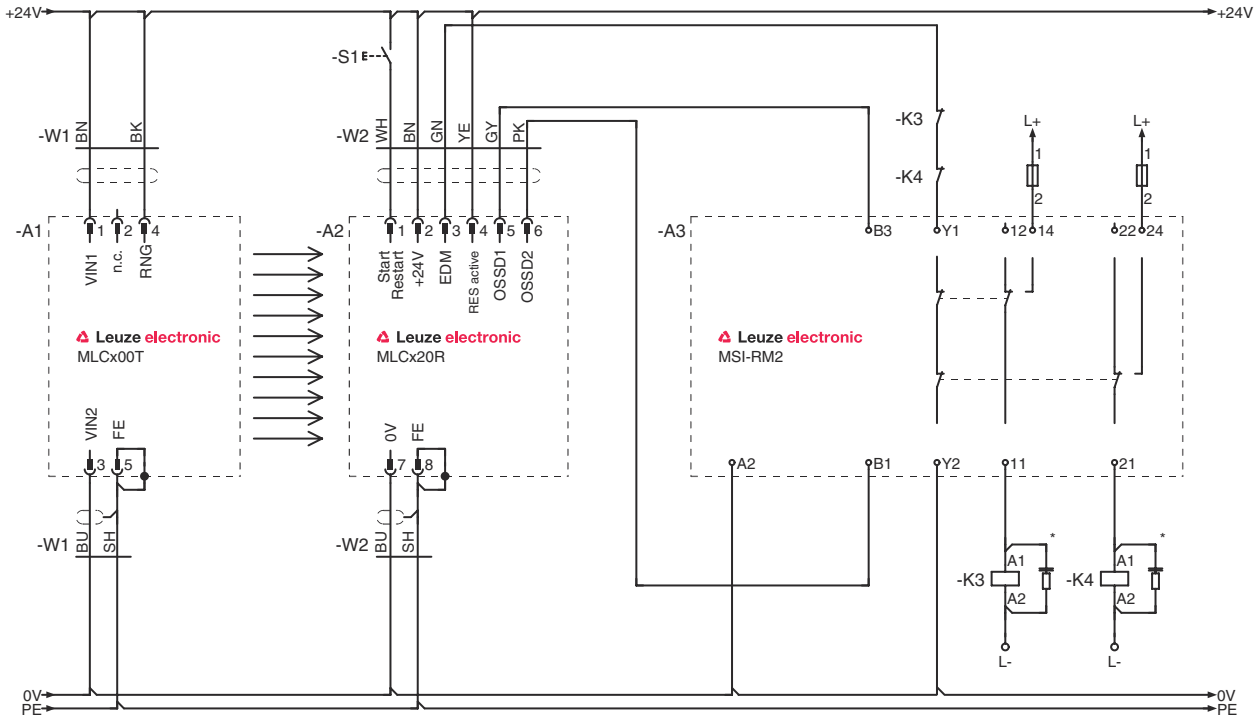 +24V
+24V
-S1
-W1
BN
BK
-W2
WH
BN
GN
YE
GY
PK
-K3
-K4
L+
1
2
L+
1
2
-A1
1
2
4
VIN1
n.c.
RNG
-A2
1
2
3
4
5
6
Start
Restart
+24V
EDM
RES active
OSSD1
OSSD2
-A3
B3
Y1
12
14
22
24
Leuze electronic
MLCx00T
Leuze electronic
MLCx20R
Leuze electronic
MSI-RM2
VIN2
FE
3
5
0V
FE
7
8
A2
B1
Y2
11
21
-W1
BU
SH
-W2
BU
SH
-K3
A1
A2
*
L-
-K4
A1
A2
*
L-
0V
0V
PE
PE